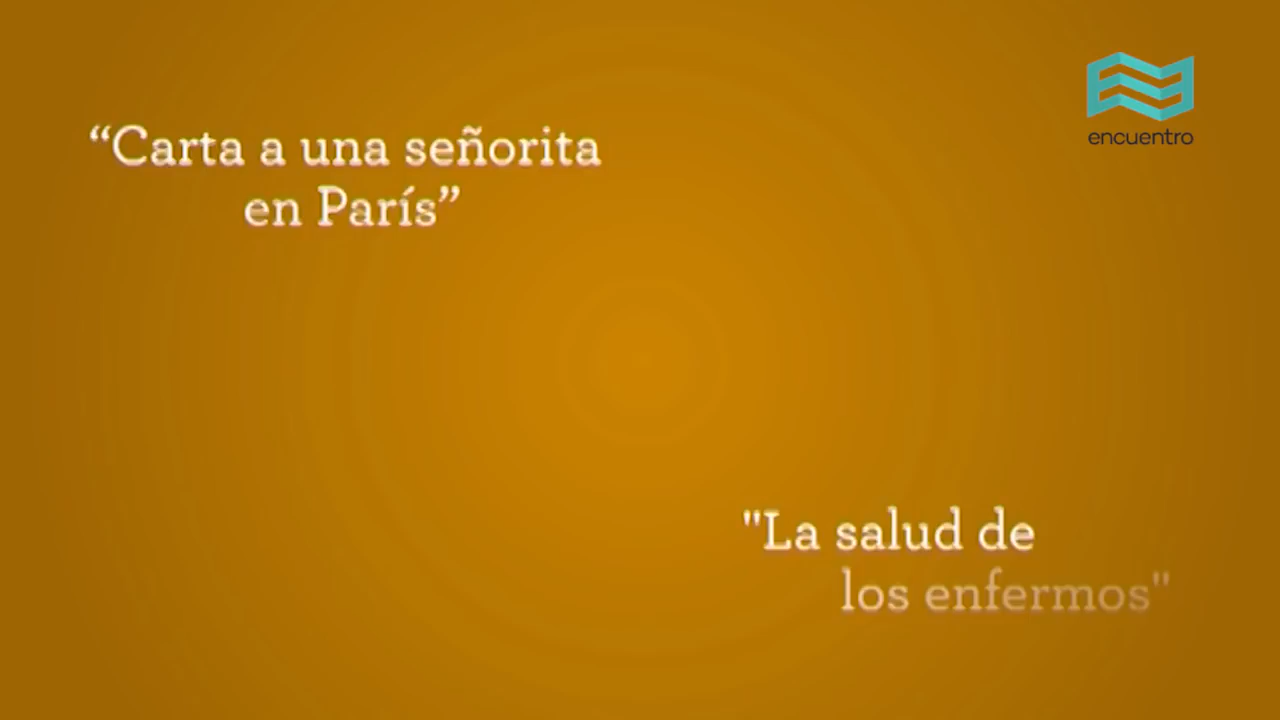 “Carta a una señorita
en París”
encuentro
"La salud de
los enfermos"